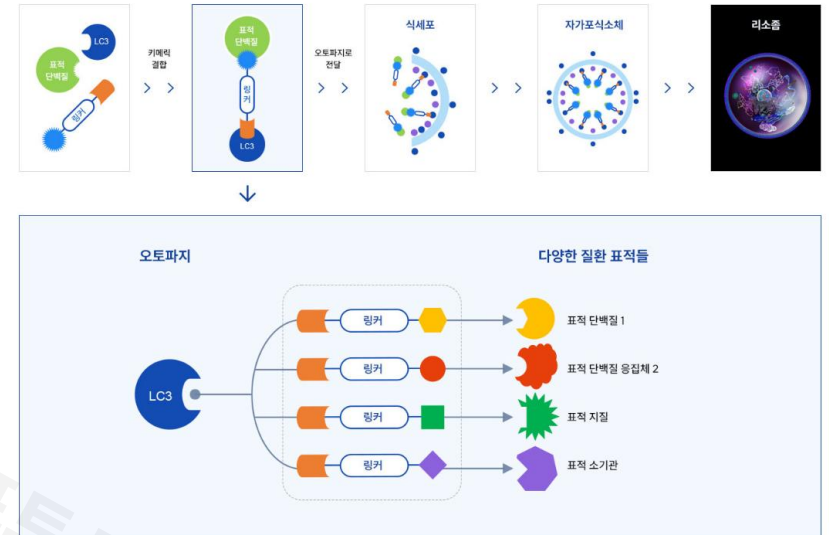 식세포
자가포식소체
리소좀
LC3
표적
단백질
링커
키메릭
결합
표적
단백질
링
커
LC3
오토파지로
전달
오토파지
다양한 질환 표적들
LC3
링커
표적 단백질 1
링커
표적 단백질 응집체 2
링커
표적 지질
링커
표적 소기관